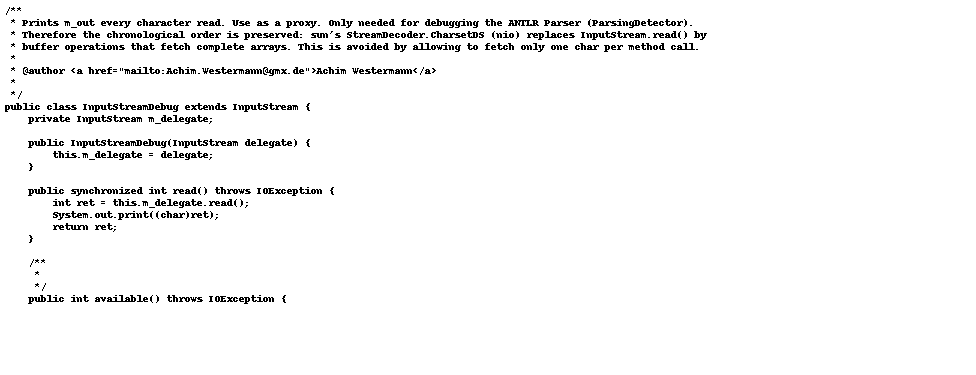 /**
 * Prints m_out every character read. Use as a proxy. Only needed for debugging the ANTLR Parser (ParsingDetector).
 * Therefore the chronological order is preserved: sun's StreamDecoder.CharsetDS (nio) replaces InputStream.read() by
 * buffer operations that fetch complete arrays. This is avoided by allowing to fetch only one char per method call.
 *
 * @author <a href="mailto:Achim.Westermann@gmx.de">Achim Westermann</a>
 *
 */
public class InputStreamDebug extends InputStream {
    private InputStream m_delegate;

    public InputStreamDebug(InputStream delegate) {
        this.m_delegate = delegate;
    }

    public synchronized int read() throws IOException {
        int ret = this.m_delegate.read();
        System.out.print((char)ret);
        return ret;
    }

    /**
     *
     */
    public int available() throws IOException {